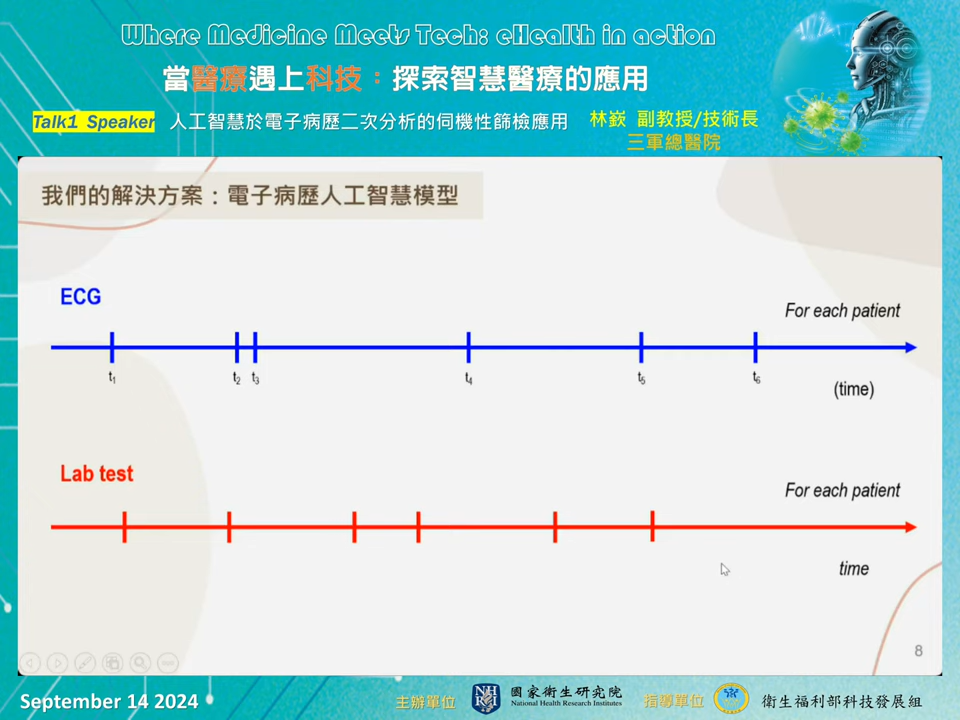 Where Medicine Meets Tech: eHealth in action
當醫療遇上科技：探索智慧醫療的應用
Talk1 Speaker 人工智慧於電子病歷二次分析的伺機性篩檢應用 林嶔 副教授/技術長
三軍總醫院
我們的解決方案：電子病歷人工智慧模型
ECG
For each patient
t1 t2 t3 t4 t5 t6
(time)
Lab test
For each patient
time
8
September 14 2024
主辦單位 NHRI 國家衛生研究院
National Health Research Institutes
指導單位 衛生福利部科技發展組